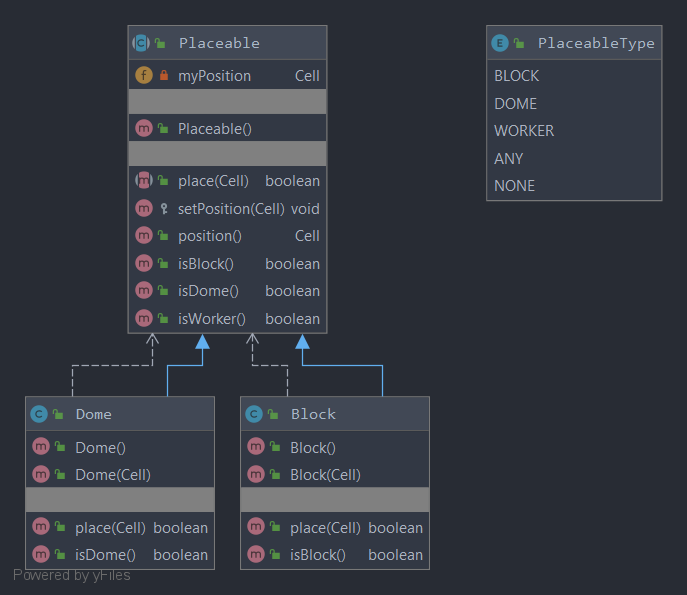 Placeable
myPosition Cell
Placeable()
place(Cell) boolean
setPosition(Cell) void
position() Cell
isBlock() boolean
isDome() boolean
isWorker() boolean
PlaceableType
BLOCK
DOME
WORKER
ANY
NONE
Dome
Dome()
Dome(Cell)
place(Cell) boolean
isDome() boolean
Block
Block()
Block(Cell)
place(Cell) boolean
isBlock() boolean
Powered by yFiles